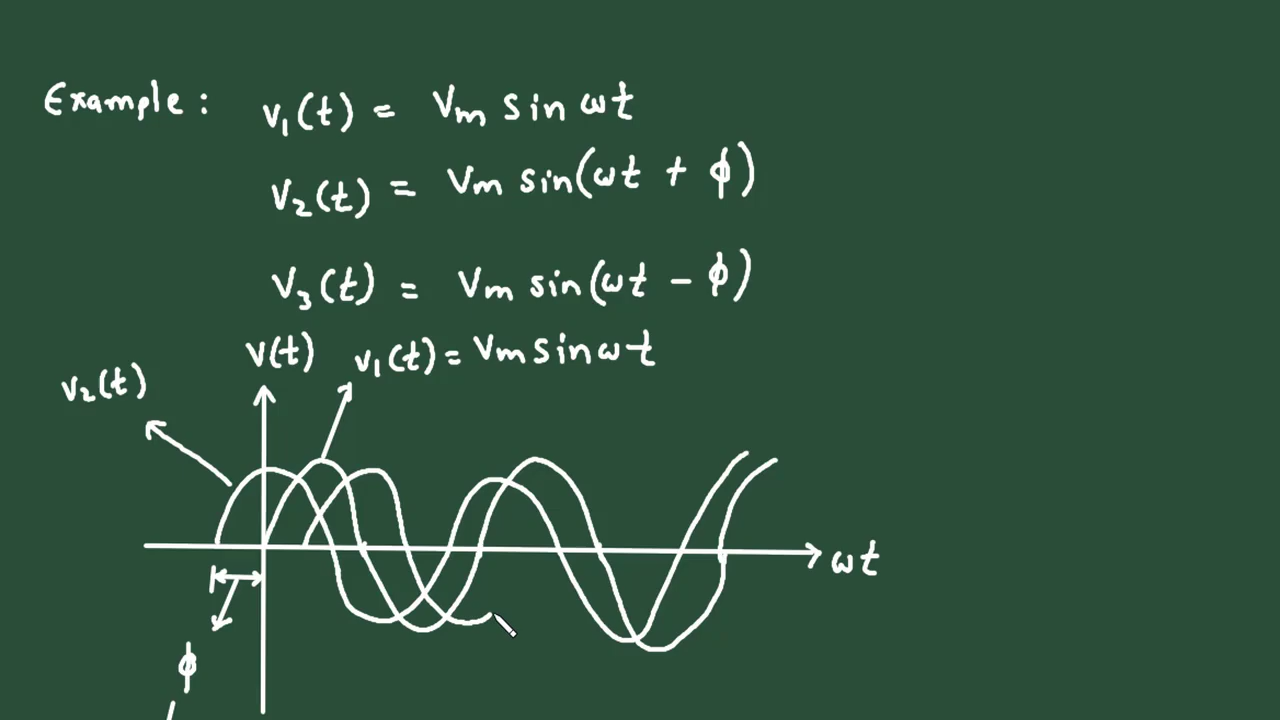 Example : v₁(t) = Vm sin ωt
v₂(t) = Vm sin(ωt + ϕ)
v₃(t) = Vm sin(ωt - ϕ)
v(t) v₁(t) = Vm sin ωt
v₂(t)
ωt
ϕ